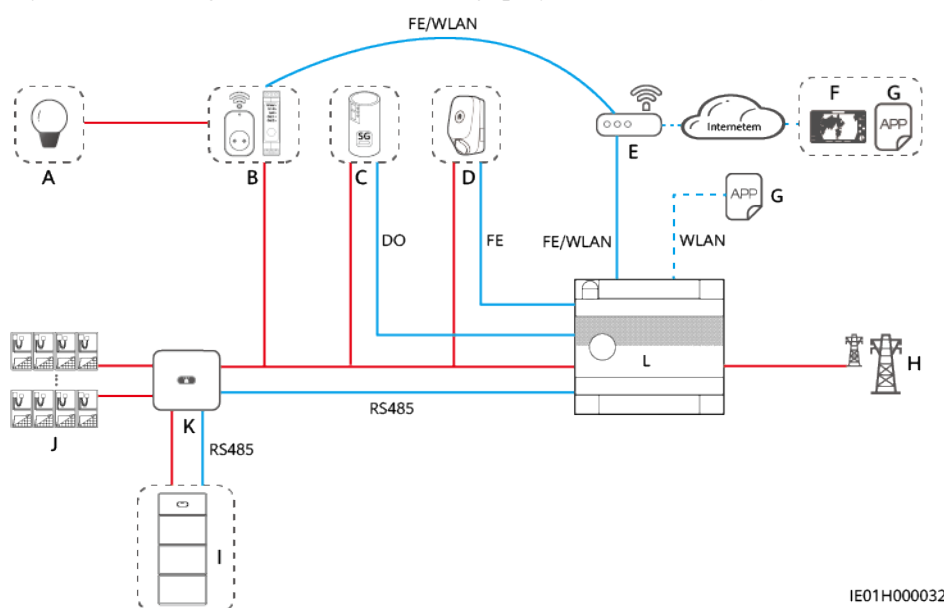 FE/WLAN
F
G
SG
APP
Internetem
A
B
C
D
E
APP
G
DO
FE
FE/WLAN
WLAN
L
H
RS485
J
K
RS485
I
IE01H000032